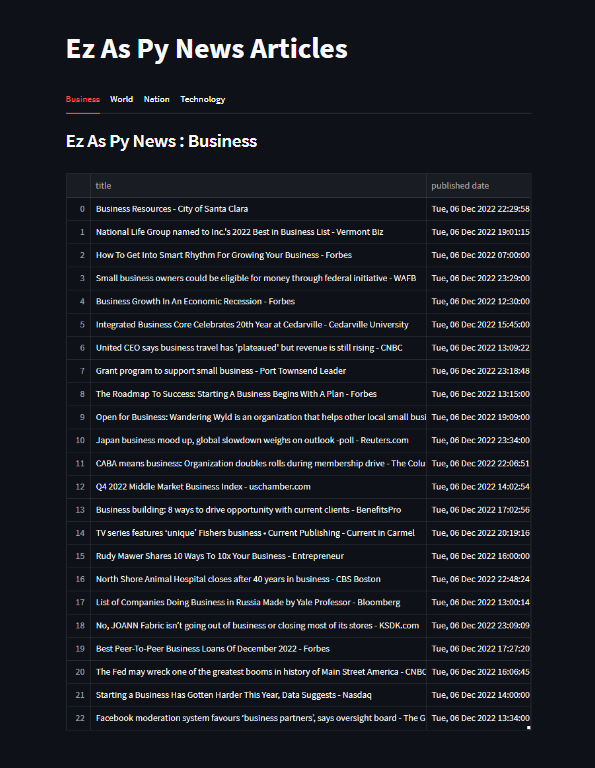 Ez As Py News Articles
Business World Nation Technology
Ez As Py News : Business
title published date
0 Business Resources - City of Santa Clara Tue, 06 Dec 2022 22:29:58
1 National Life Group named to Inc.'s 2022 Best in Business List - Vermont Biz Tue, 06 Dec 2022 19:01:15
2 How To Get Into Smart Rhythm For Growing Your Business - Forbes Tue, 06 Dec 2022 07:00:00
3 Small business owners could be eligible for money through federal initiative - WAFB Tue, 06 Dec 2022 23:29:00
4 Business Growth In An Economic Recession - Forbes Tue, 06 Dec 2022 12:30:00
5 Integrated Business Core Celebrates 20th Year at Cedarville - Cedarville University Tue, 06 Dec 2022 15:45:00
6 United CEO says business travel has 'plateaued' but revenue is still rising - CNBC Tue, 06 Dec 2022 13:09:22
7 Grant program to support small business - Port Townsend Leader Tue, 06 Dec 2022 23:18:48
8 The Roadmap To Success: Starting A Business Begins With A Plan - Forbes Tue, 06 Dec 2022 13:15:00
9 Open for Business: Wandering Wyld is an organization that helps other local small busi Tue, 06 Dec 2022 19:09:00
10 Japan business mood up, global slowdown weighs on outlook -poll - Reuters.com Tue, 06 Dec 2022 23:34:00
11 CABA means business: Organization doubles rolls during membership drive - The Colu Tue, 06 Dec 2022 22:06:51
12 Q4 2022 Middle Market Business Index - uschamber.com Tue, 06 Dec 2022 14:02:54
13 Business building: 8 ways to drive opportunity with current clients - BenefitsPro Tue, 06 Dec 2022 17:02:56
14 TV series features ‘unique’ Fishers business • Current Publishing - Current in Carmel Tue, 06 Dec 2022 20:19:16
15 Rudy Mawer Shares 10 Ways To 10x Your Business - Entrepreneur Tue, 06 Dec 2022 16:00:00
16 North Shore Animal Hospital closes after 40 years in business - CBS Boston Tue, 06 Dec 2022 22:48:24
17 List of Companies Doing Business in Russia Made by Yale Professor - Bloomberg Tue, 06 Dec 2022 13:00:14
18 No, JOANN Fabric isn’t going out of business or closing most of its stores - KSDK.com Tue, 06 Dec 2022 23:09:09
19 Best Peer-To-Peer Business Loans Of December 2022 - Forbes Tue, 06 Dec 2022 17:27:20
20 The Fed may wreck one of the greatest booms in history of Main Street America - CNBC Tue, 06 Dec 2022 16:06:45
21 Starting a Business Has Gotten Harder This Year, Data Suggests - Nasdaq Tue, 06 Dec 2022 14:00:00
22 Facebook moderation system favours ‘business partners’, says oversight board - The G Tue, 06 Dec 2022 13:34:00